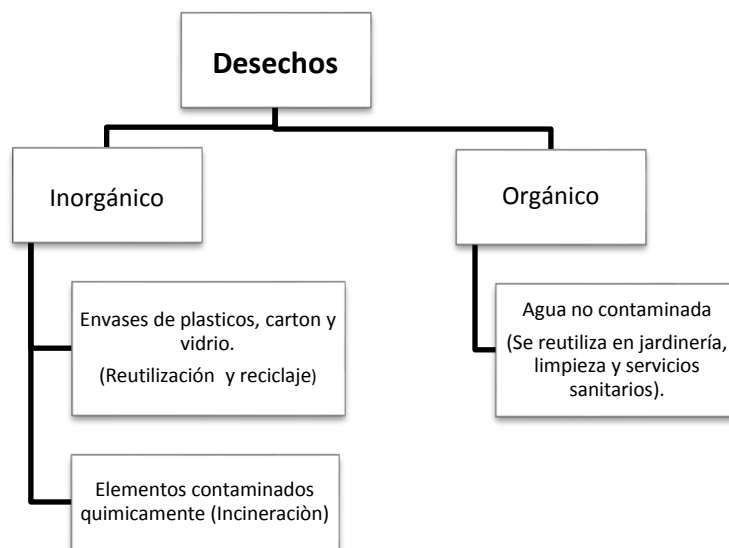 Desechos
Inorgánico
Orgánico
Envases de plasticos, carton y
vidrio.
(Reutilización y reciclaje)
Agua no contaminada
(Se reutiliza en jardinería,
limpieza y servicios
sanitarios).
Elementos contaminados
quimicamente (Incineraciòn)